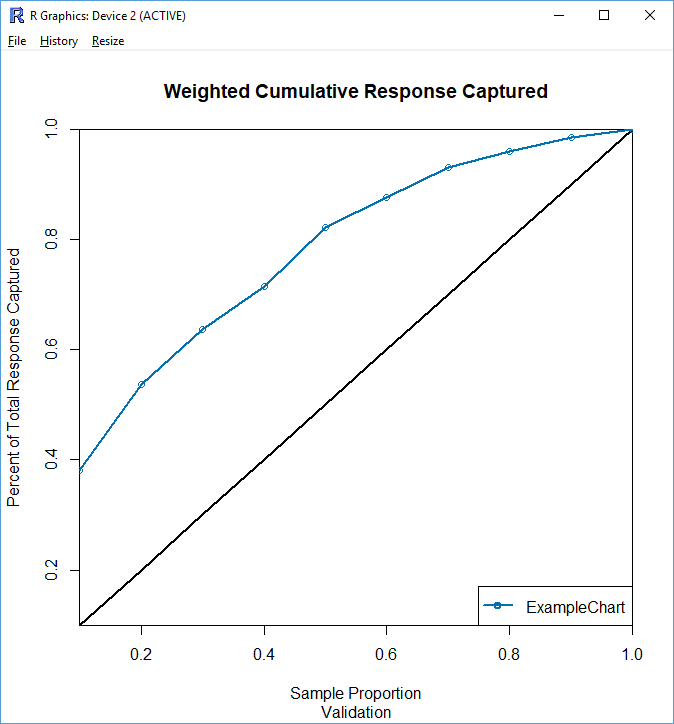 R Graphics: Device 2 (ACTIVE)
File History Resize
Weighted Cumulative Response Captured
Percent of Total Response Captured
1.0
0.8
0.6
0.4
0.2
ExampleChart
0.2 0.4 0.6 0.8 1.0
Sample Proportion
Validation